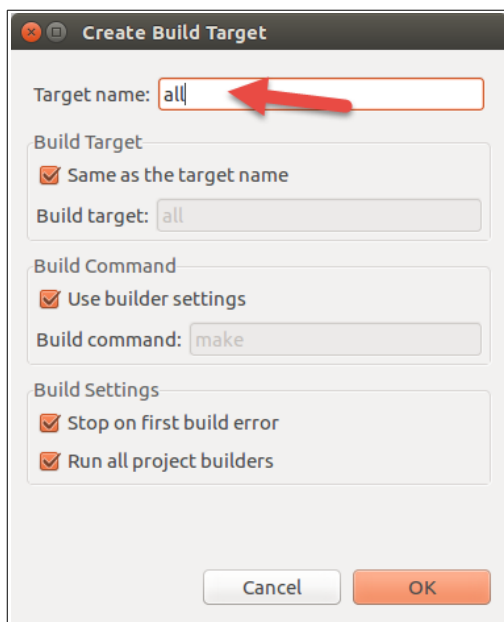 Create Build Target
Target name: all
Build Target
Same as the target name
Build target: all
Build Command
Use builder settings
Build command: make
Build Settings
Stop on first build error
Run all project builders
Cancel OK